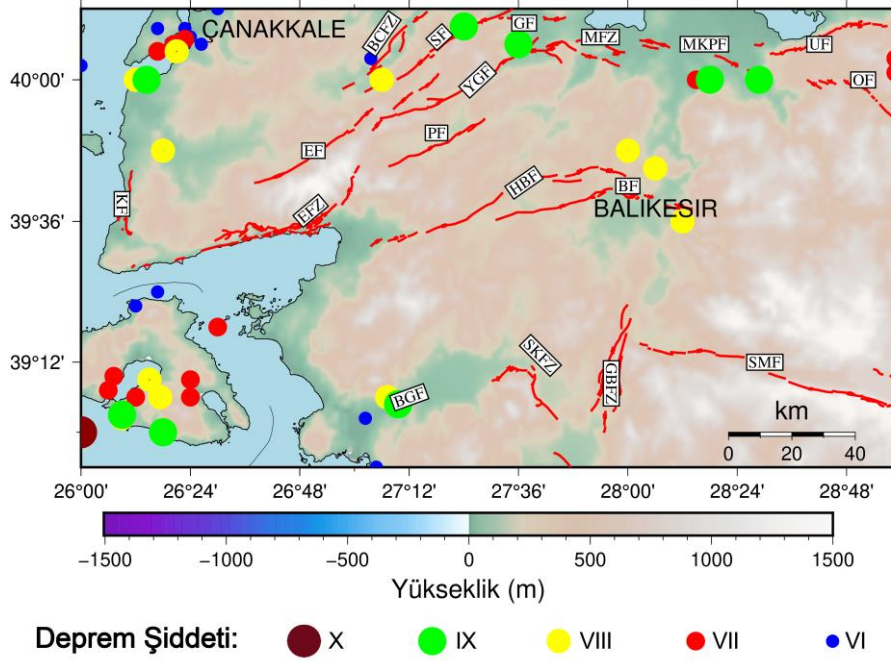 ÇANAKKALE
BCFZ
SF
GF
MFZ
MKPF
UF
OF
YGF
EF
PF
HBF
BF
KF
EFZ
BALIKESIR
SKFZ
GBFZ
SMF
BGF
km
0 20 40
40°00'
39°36'
39°12'
26°00' 26°24' 26°48' 27°12' 27°36' 28°00' 28°24' 28°48'
−1500 −1000 −500 0 500 1000 1500
Yükseklik (m)
Deprem Şiddeti: X IX VIII VII VI